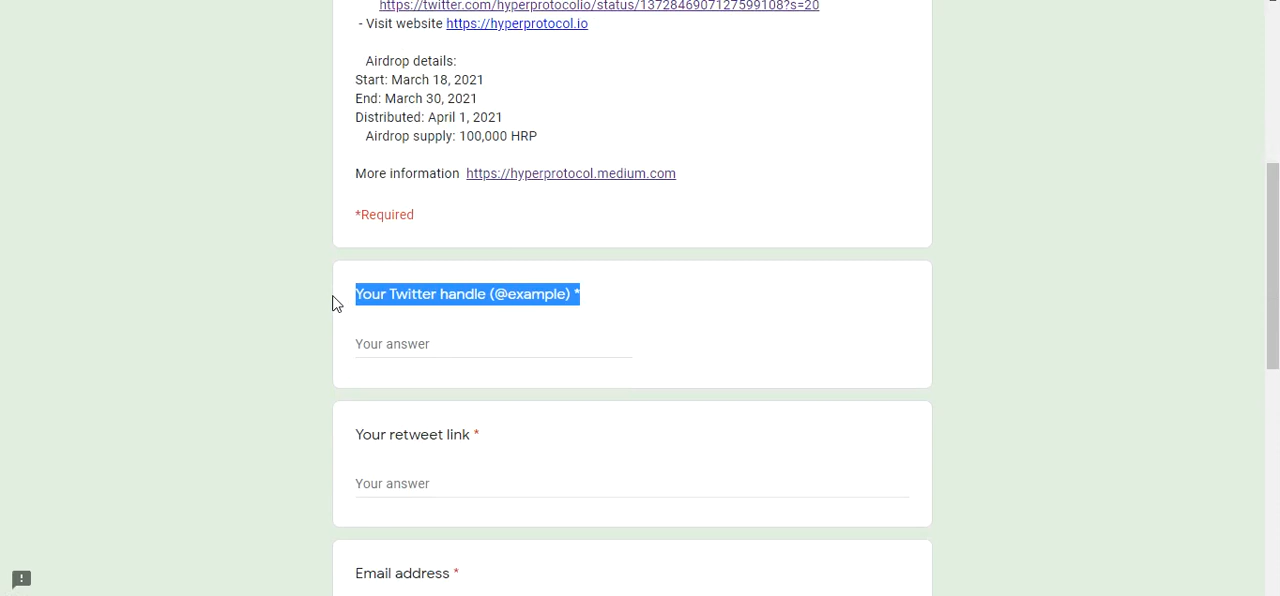 https://twitter.com/hyperprotocolio/status/1372846907127599108?s=20
- Visit website https://hyperprotocol.io
Airdrop details:
Start: March 18, 2021
End: March 30, 2021
Distributed: April 1, 2021
Airdrop supply: 100,000 HRP
More information https://hyperprotocol.medium.com
*Required
Your Twitter handle (@example) *
Your answer
Your retweet link *
Your answer
Email address *